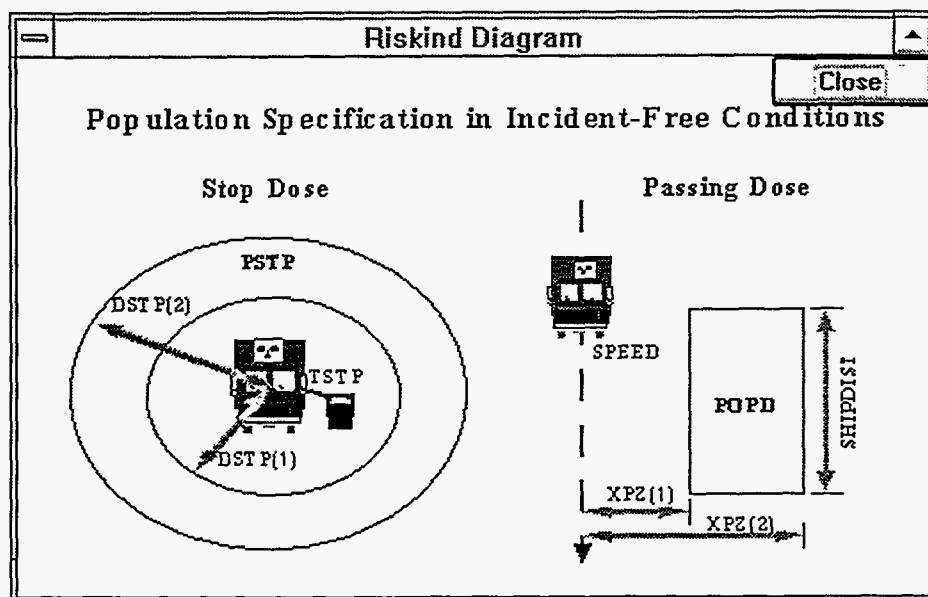 Riskind Diagram
Close
Population Specification in Incident-Free Conditions
Stop Dose
Passing Dose
PSTP
DSTP(2)
TSTP
DSTP(1)
SPEED
POPD
SHIPDIST
XPZ(1)
XPZ(2)